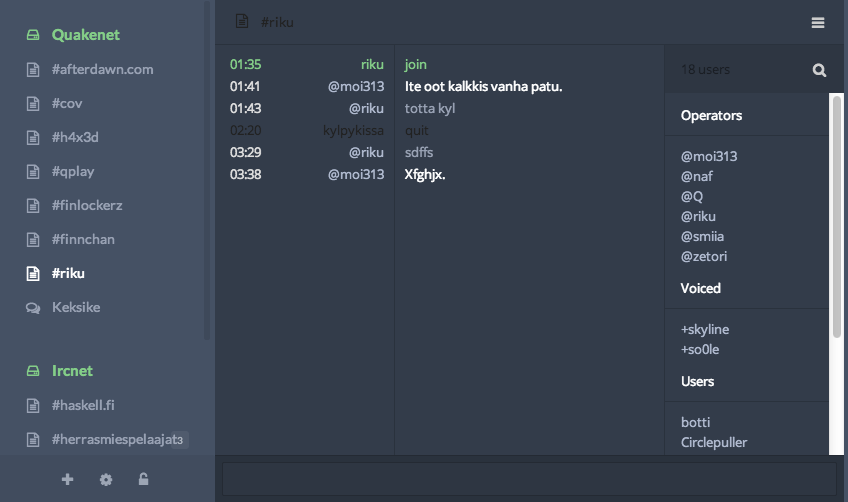 Quakenet
#afterdawn.com
#cov
#h4x3d
#qplay
#finlockerz
#finnchan
#riku
Keksike
Ircnet
#haskell.fi
#herrasmiespelaajat 3
#riku
01:35 riku join
01:41 @moi313 Ite oot kalkkis vanha patu.
01:43 @riku totta kyl
02:20 kylpykissa quit
03:29 @riku sdffs
03:38 @moi313 Xfghjx.
18 users
Operators
@moi313
@naf
@Q
@riku
@smiia
@zetori
Voiced
+skyline
+so0le
Users
botti
Circlepuller